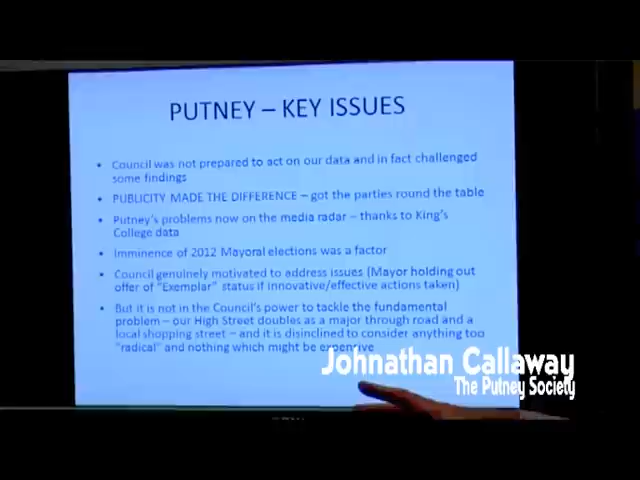 PUTNEY – KEY ISSUES
• Council was not prepared to act on our data and in fact challenged
some findings
• PUBLICITY MADE THE DIFFERENCE – got the parties round the table
• Putney's problems now on the media radar – thanks to King's
College data
• Imminence of 2012 Mayoral elections was a factor
• Council genuinely motivated to address issues (Mayor holding out
offer of "Exemplar" status if innovative/effective actions taken)
• But it is not in the Council's power to tackle the fundamental
problem – our High Street doubles as a major through road and a
local shopping street – and it is disinclined to consider anything too
"radical" and nothing which might be expensive
Johnathan Callaway
The Putney Society